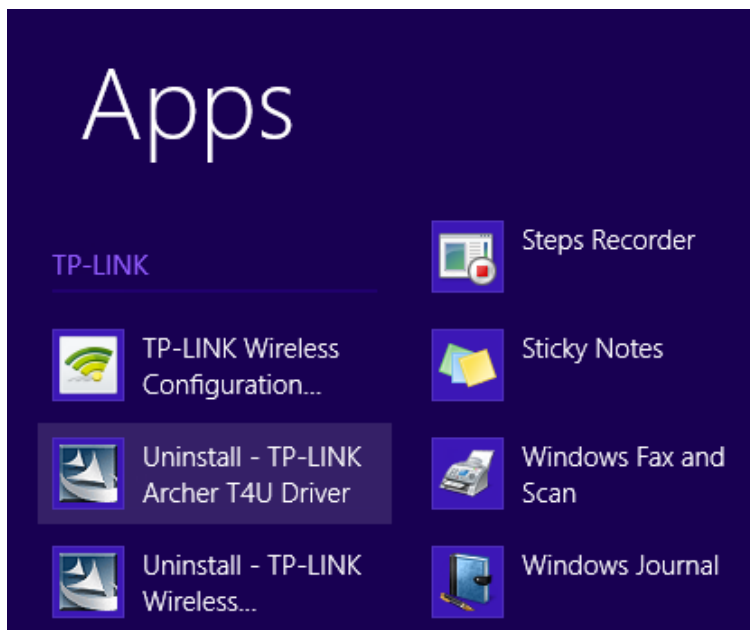 Apps
TP-LINK
TP-LINK Wireless
Configuration...
Uninstall - TP-LINK
Archer T4U Driver
Uninstall - TP-LINK
Wireless...
Steps Recorder
Sticky Notes
Windows Fax and
Scan
Windows Journal